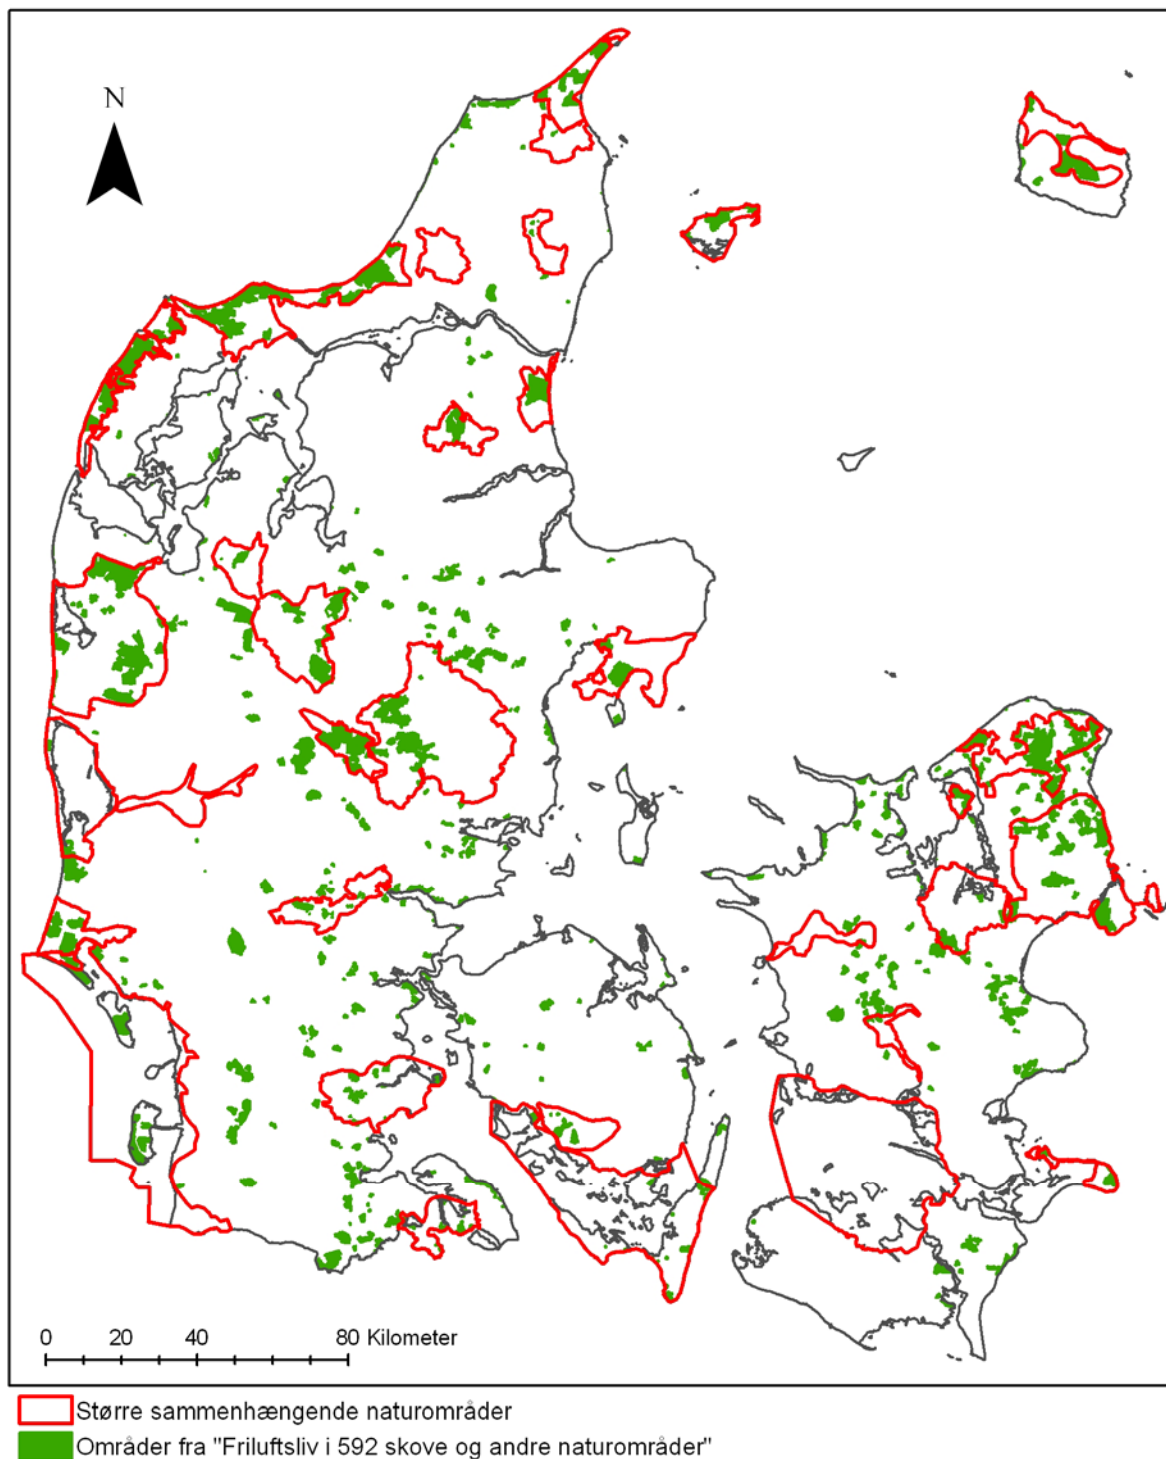 N
0 20 40 80 Kilometer
Større sammenhængende naturområder
Områder fra "Friluftsliv i 592 skove og andre naturområder"